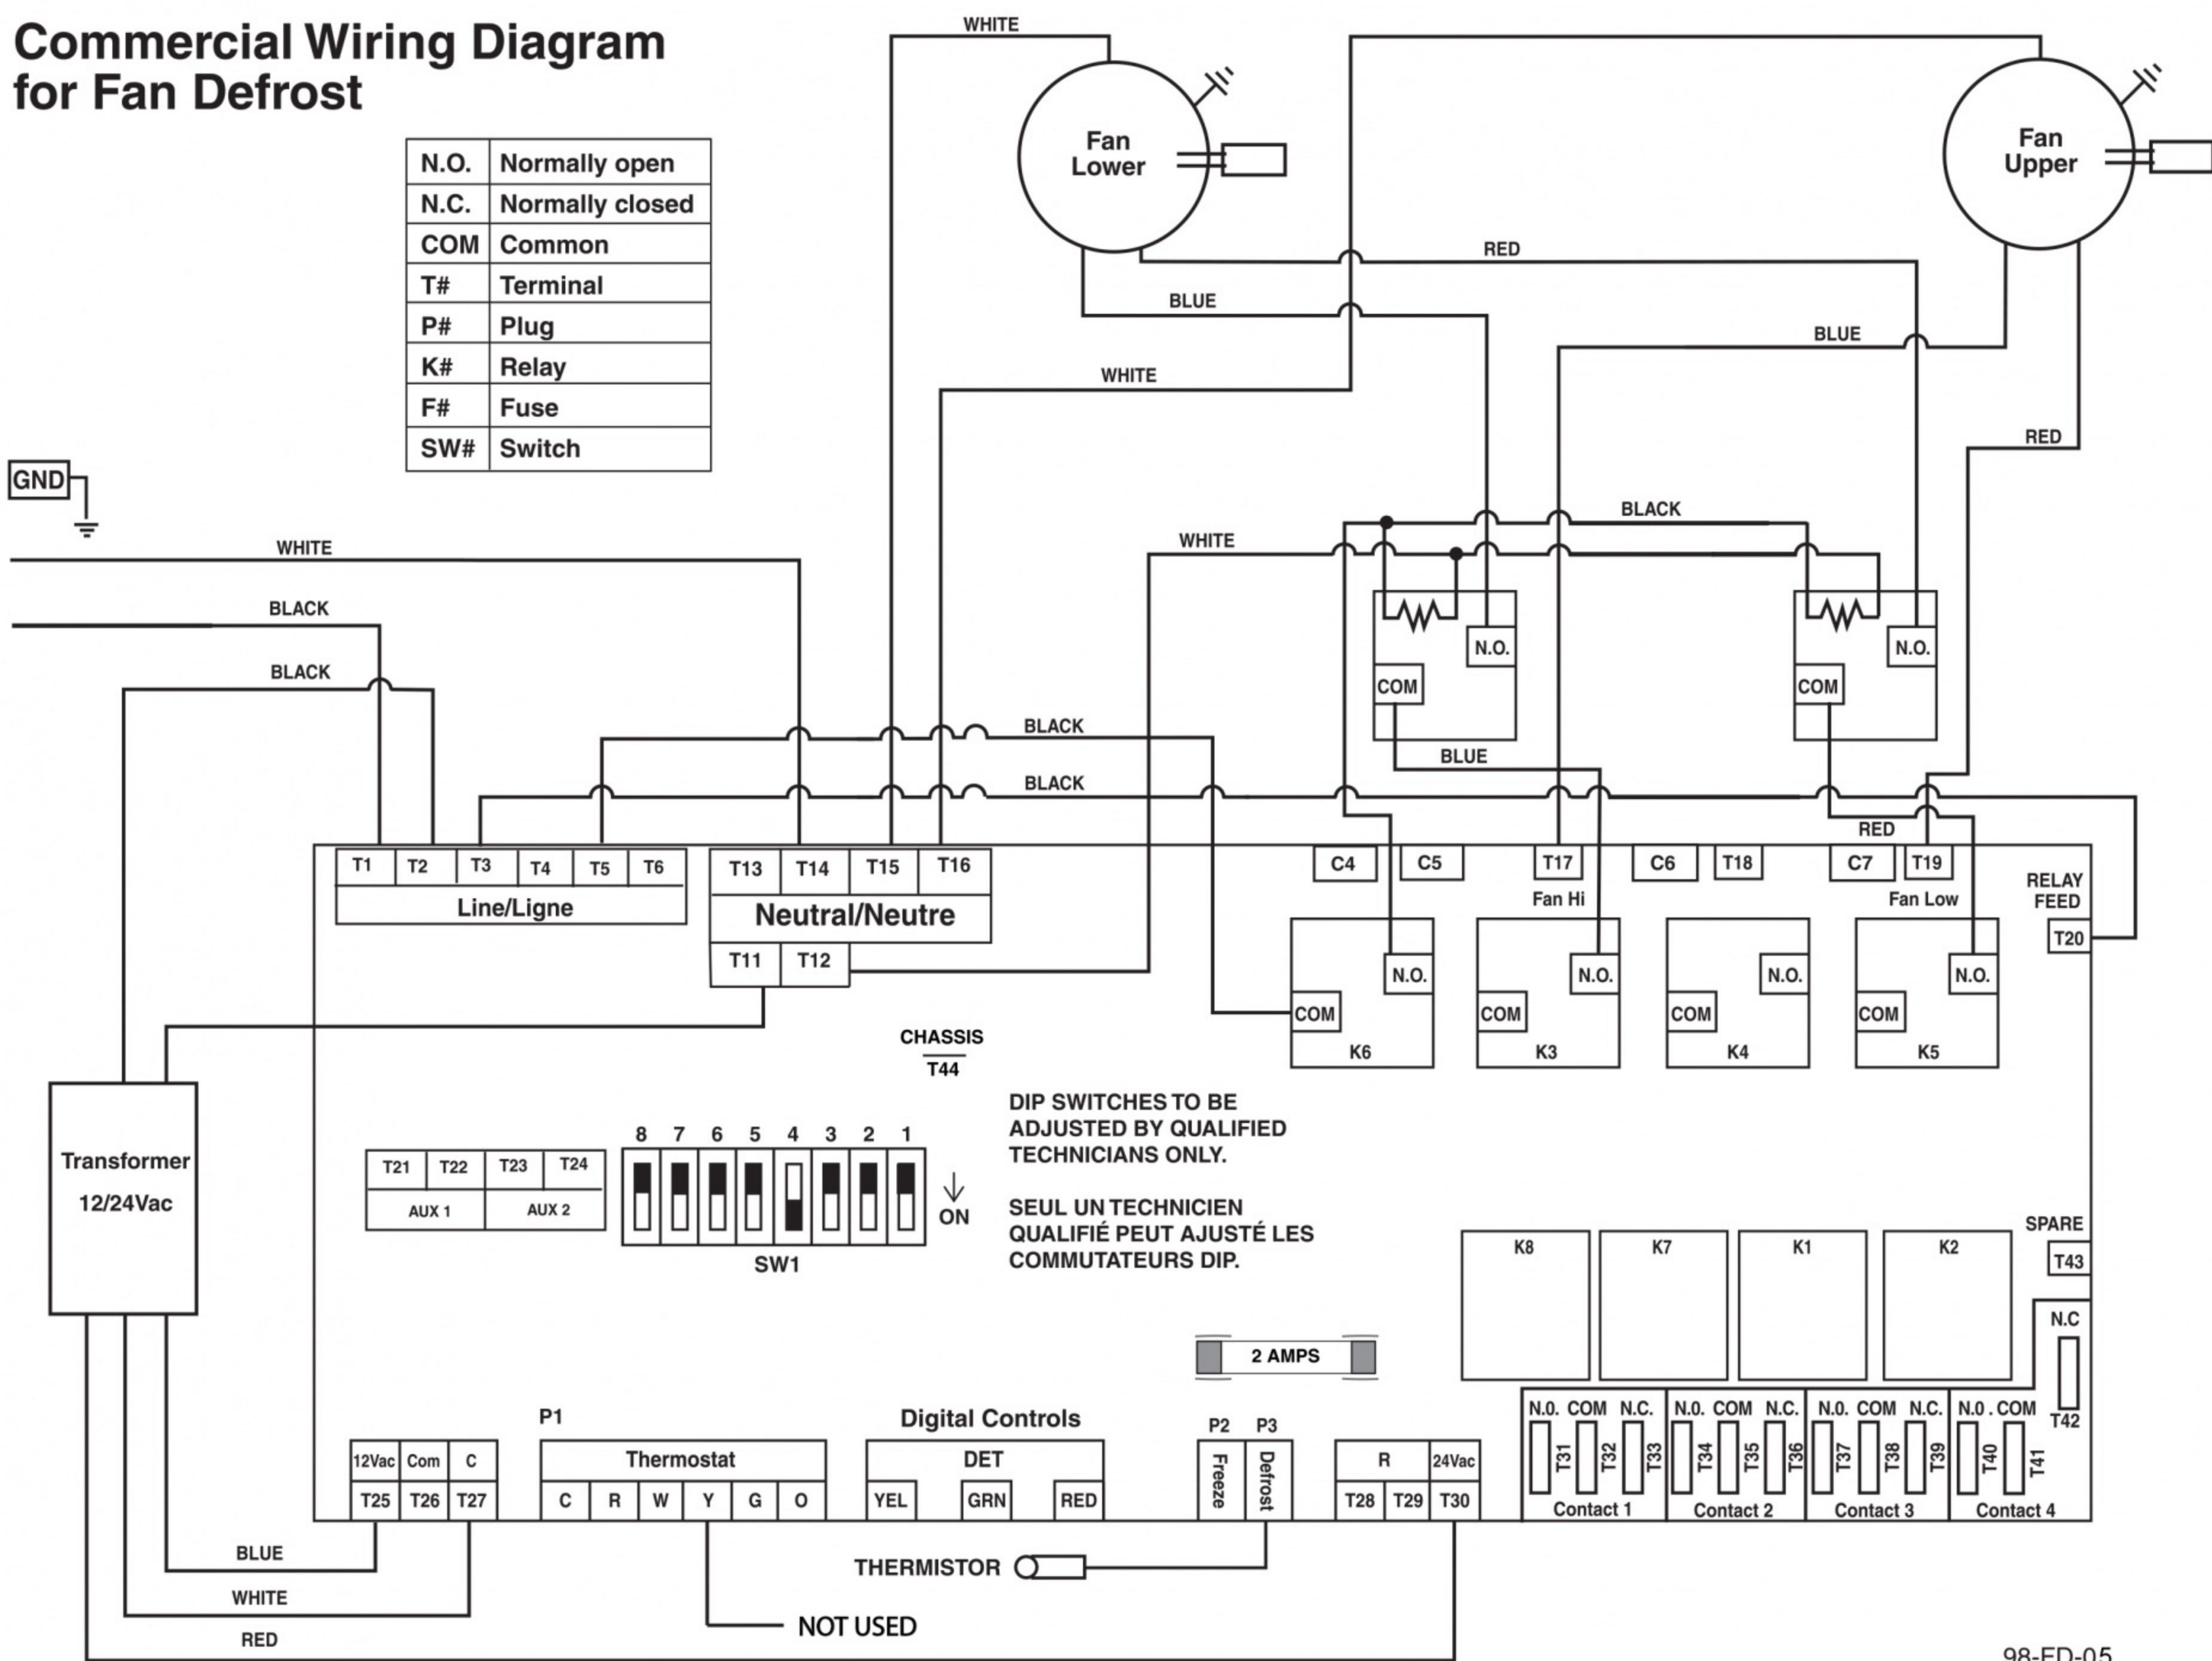 Commercial Wiring Diagram
for Fan Defrost
N.O. Normally open
N.C. Normally closed
COM Common
T# Terminal
P# Plug
K# Relay
F# Fuse
SW# Switch
GND
WHITE
Fan
Lower
Fan
Upper
RED
BLUE
BLUE
WHITE
RED
BLACK
WHITE
WHITE
BLACK
BLACK
N.O.
COM
N.O.
COM
BLACK
BLUE
BLACK
RED
T1 T2 T3 T4 T5 T6
Line/Ligne
T13 T14 T15 T16
Neutral/Neutre
T11 T12
C4 C5 T17 C6 T18 C7 T19
Fan Hi
Fan Low
RELAY
FEED
T20
N.O.
COM
K6
N.O.
COM
K3
N.O.
COM
K4
N.O.
COM
K5
CHASSIS
T44
Transformer
12/24Vac
T21 T22 T23 T24
AUX 1 AUX 2
8 7 6 5 4 3 2 1
ON
SW1
DIP SWITCHES TO BE
ADJUSTED BY QUALIFIED
TECHNICIANS ONLY.
SEUL UN TECHNICIEN
QUALIFIÉ PEUT AJUSTÉ LES
COMMUTATEURS DIP.
K8 K7 K1 K2
SPARE
T43
N.C
T42
2 AMPS
12Vac Com C
T25 T26 T27
P1
Thermostat
C R W Y G O
Digital Controls
DET
YEL GRN RED
P2 P3
Freeze
Defrost
R 24Vac
T28 T29 T30
N.0. COM N.C.
T31 T32 T33
Contact 1
N.0. COM N.C.
T34 T35 T36
Contact 2
N.0. COM N.C.
T37 T38 T39
Contact 3
N.0 . COM
T40 T41
Contact 4
BLUE
WHITE
RED
THERMISTOR
NOT USED
98-FD-05